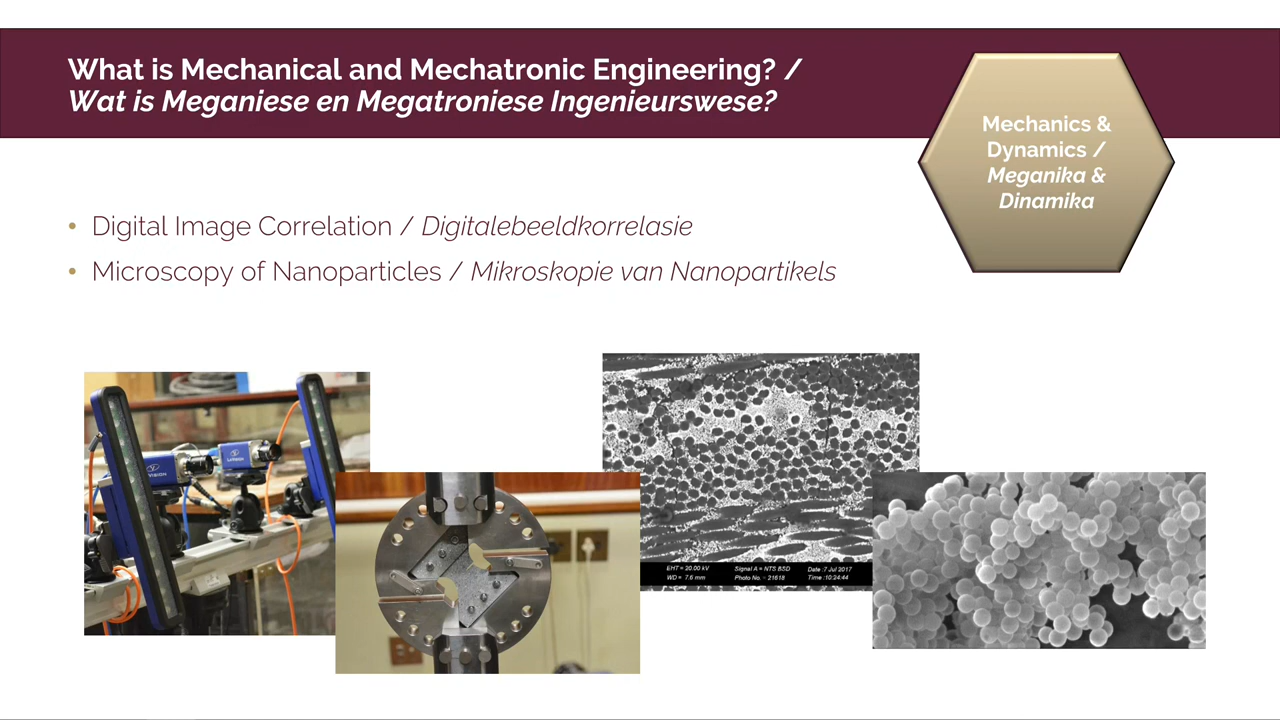 What is Mechanical and Mechatronic Engineering? /
Wat is Meganiese en Megatroniese Ingenieurswese?
Mechanics &
Dynamics /
Meganika &
Dinamika
• Digital Image Correlation / Digitalebeeldkorrelasie
• Microscopy of Nanoparticles / Mikroskopie van Nanopartikels
EHT = 20.00 kV Signal A = NTS BSD Date :7 Jul 2017
WD = 7.6 mm Photo No. = 21618 Time :10:24:44